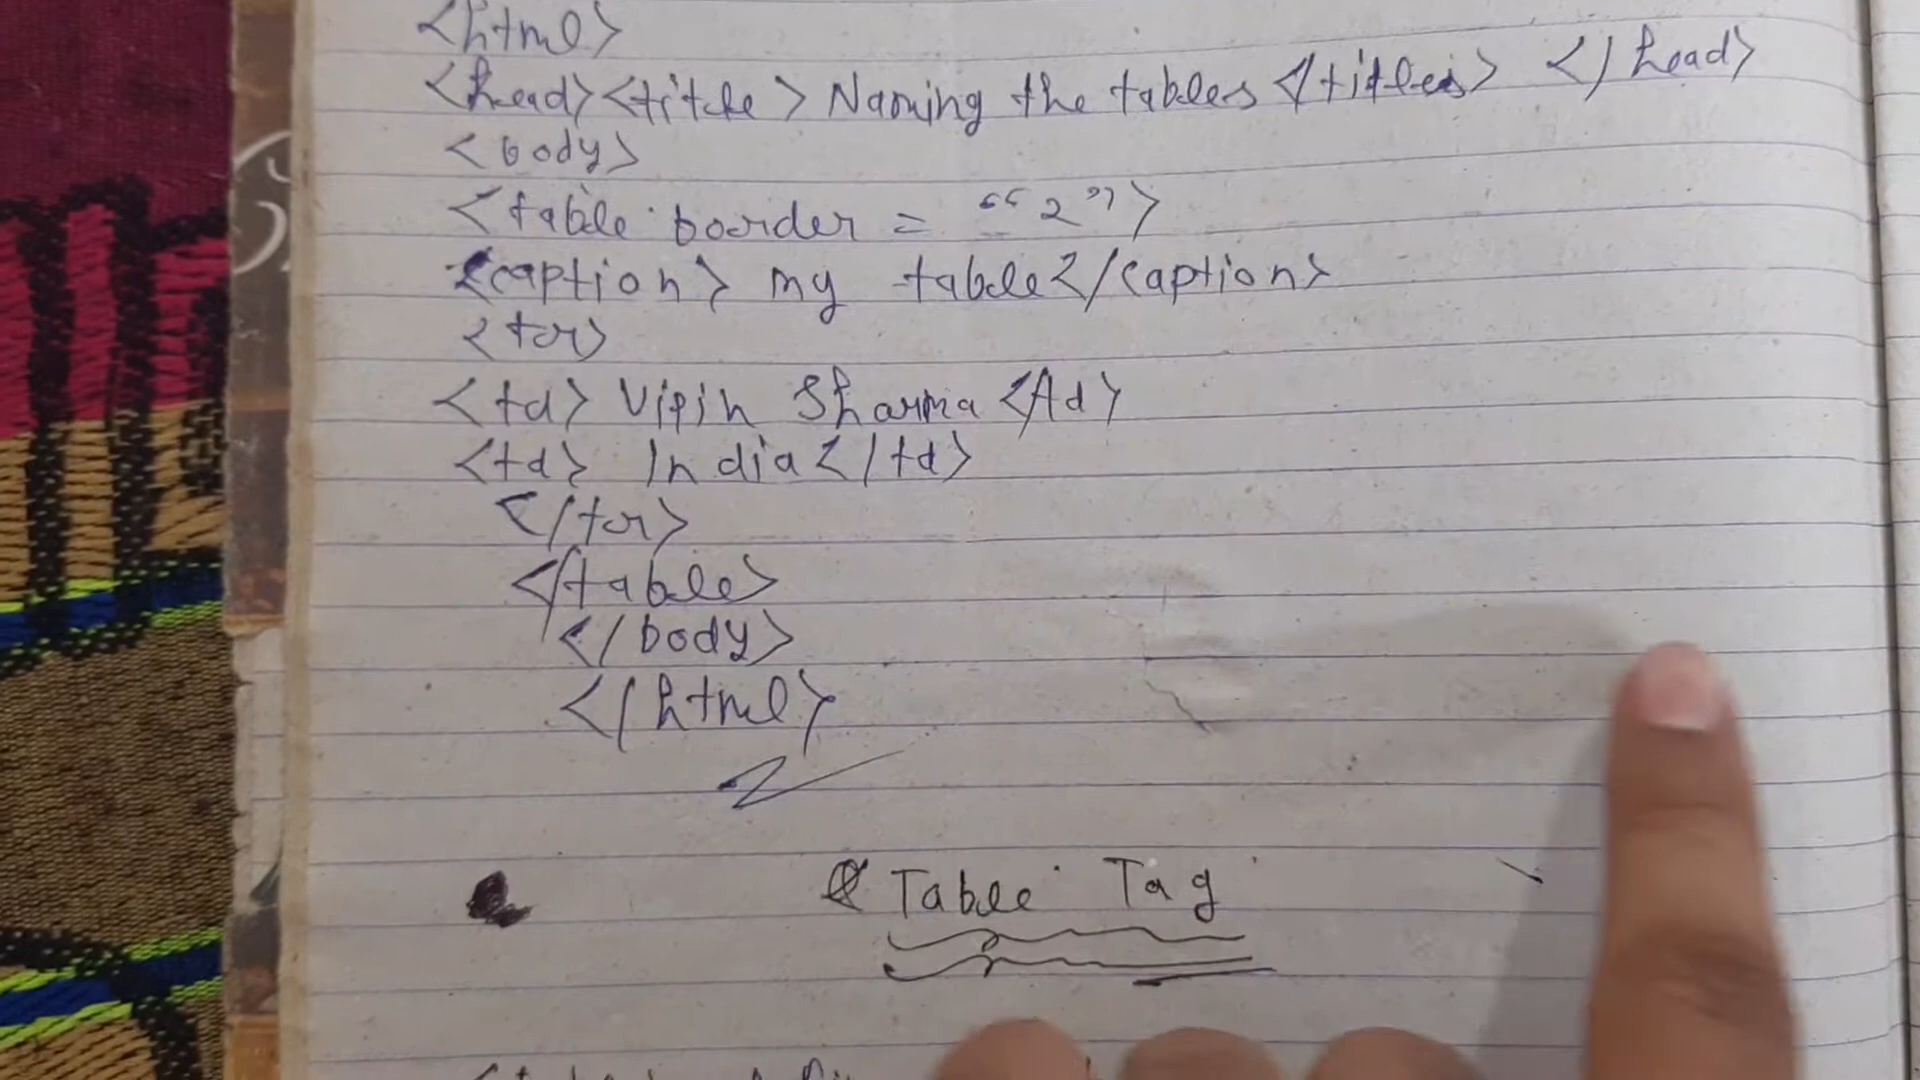 <html>
<head><title> Naming the tables </titles> </head>
<body>
<table border = "2">
<caption> my table </caption>
<tr>
<td> Vipin Sharma </td>
<td> India </td>
</tr>
</table>
</body>
</html>
Table Tag